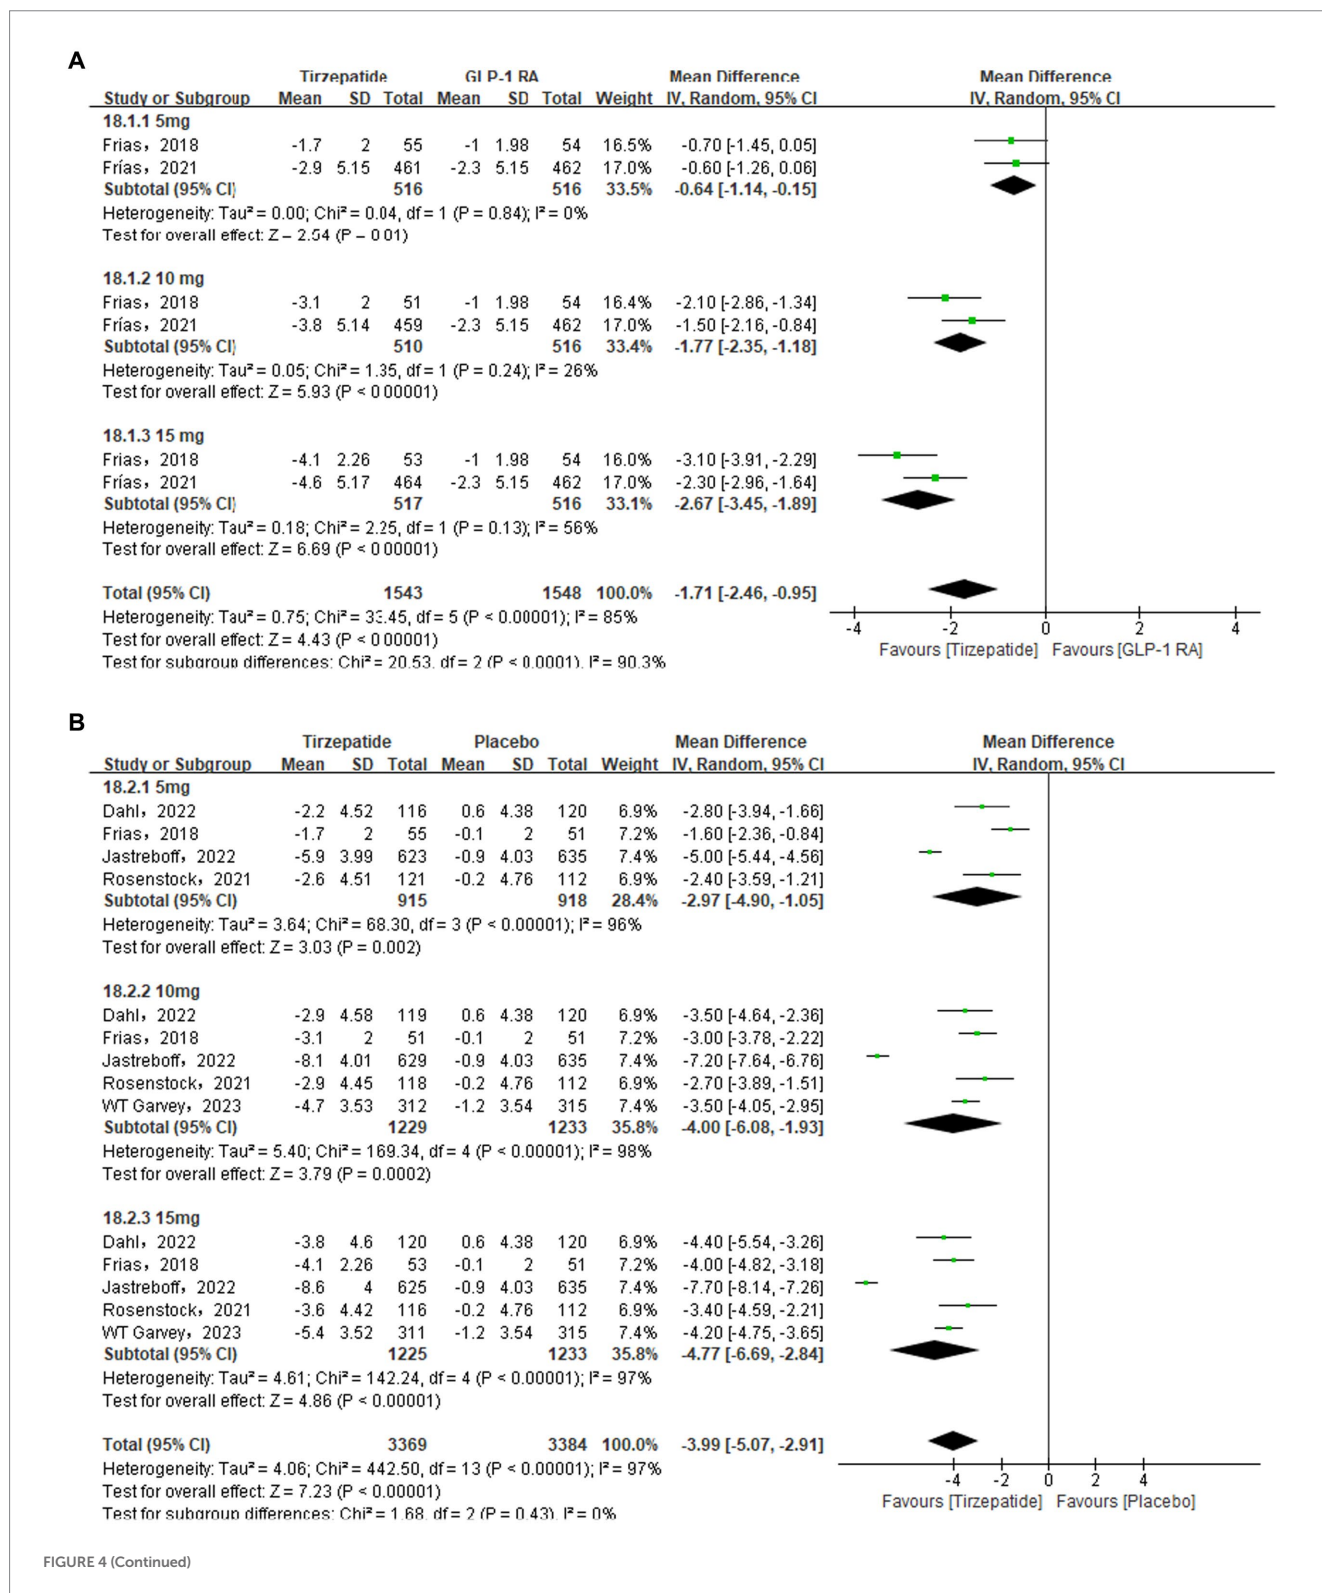 A
Tirzepatide GLP-1 RA Mean Difference Mean Difference
Study or Subgroup Mean SD Total Mean SD Total Weight IV, Random, 95% CI IV, Random, 95% CI
18.1.1 5mg
Frias, 2018 -1.7 2 55 -1 1.98 54 16.5% -0.70 [-1.45, 0.05]
Frías, 2021 -2.9 5.15 461 -2.3 5.15 462 17.0% -0.60 [-1.26, 0.06]
Subtotal (95% CI) 516 516 33.5% -0.64 [-1.14, -0.15]
Heterogeneity: Tau² = 0.00; Chi² = 0.04, df = 1 (P = 0.84); I² = 0%
Test for overall effect: Z = 2.54 (P = 0.01)
18.1.2 10 mg
Frias, 2018 -3.1 2 51 -1 1.98 54 16.4% -2.10 [-2.86, -1.34]
Frías, 2021 -3.8 5.14 459 -2.3 5.15 462 17.0% -1.50 [-2.16, -0.84]
Subtotal (95% CI) 510 516 33.4% -1.77 [-2.35, -1.18]
Heterogeneity: Tau² = 0.05; Chi² = 1.35, df = 1 (P = 0.24); I² = 26%
Test for overall effect: Z = 5.93 (P < 0.00001)
18.1.3 15 mg
Frias, 2018 -4.1 2.26 53 -1 1.98 54 16.0% -3.10 [-3.91, -2.29]
Frías, 2021 -4.6 5.17 464 -2.3 5.15 462 17.0% -2.30 [-2.96, -1.64]
Subtotal (95% CI) 517 516 33.1% -2.67 [-3.45, -1.89]
Heterogeneity: Tau² = 0.18; Chi² = 2.25, df = 1 (P = 0.13); I² = 56%
Test for overall effect: Z = 6.69 (P < 0.00001)
Total (95% CI) 1543 1548 100.0% -1.71 [-2.46, -0.95]
Heterogeneity: Tau² = 0.75; Chi² = 33.45, df = 5 (P < 0.00001); I² = 85%
Test for overall effect: Z = 4.43 (P < 0.00001)
Test for subgroup differences: Chi² = 20.53, df = 2 (P < 0.0001), I² = 90.3%
-4 -2 0 2 4
Favours [Tirzepatide] Favours [GLP-1 RA]
B
Tirzepatide Placebo Mean Difference Mean Difference
Study or Subgroup Mean SD Total Mean SD Total Weight IV, Random, 95% CI IV, Random, 95% CI
18.2.1 5mg
Dahl, 2022 -2.2 4.52 116 0.6 4.38 120 6.9% -2.80 [-3.94, -1.66]
Frias, 2018 -1.7 2 55 -0.1 2 51 7.2% -1.60 [-2.36, -0.84]
Jastreboff, 2022 -5.9 3.99 623 -0.9 4.03 635 7.4% -5.00 [-5.44, -4.56]
Rosenstock, 2021 -2.6 4.51 121 -0.2 4.76 112 6.9% -2.40 [-3.59, -1.21]
Subtotal (95% CI) 915 918 28.4% -2.97 [-4.90, -1.05]
Heterogeneity: Tau² = 3.64; Chi² = 68.30, df = 3 (P < 0.00001); I² = 96%
Test for overall effect: Z = 3.03 (P = 0.002)
18.2.2 10mg
Dahl, 2022 -2.9 4.58 119 0.6 4.38 120 6.9% -3.50 [-4.64, -2.36]
Frias, 2018 -3.1 2 51 -0.1 2 51 7.2% -3.00 [-3.78, -2.22]
Jastreboff, 2022 -8.1 4.01 629 -0.9 4.03 635 7.4% -7.20 [-7.64, -6.76]
Rosenstock, 2021 -2.9 4.45 118 -0.2 4.76 112 6.9% -2.70 [-3.89, -1.51]
WT Garvey, 2023 -4.7 3.53 312 -1.2 3.54 315 7.4% -3.50 [-4.05, -2.95]
Subtotal (95% CI) 1229 1233 35.8% -4.00 [-6.08, -1.93]
Heterogeneity: Tau² = 5.40; Chi² = 169.34, df = 4 (P < 0.00001); I² = 98%
Test for overall effect: Z = 3.79 (P = 0.0002)
18.2.3 15mg
Dahl, 2022 -3.8 4.6 120 0.6 4.38 120 6.9% -4.40 [-5.54, -3.26]
Frias, 2018 -4.1 2.26 53 -0.1 2 51 7.2% -4.00 [-4.82, -3.18]
Jastreboff, 2022 -8.6 4 625 -0.9 4.03 635 7.4% -7.70 [-8.14, -7.26]
Rosenstock, 2021 -3.6 4.42 116 -0.2 4.76 112 6.9% -3.40 [-4.59, -2.21]
WT Garvey, 2023 -5.4 3.52 311 -1.2 3.54 315 7.4% -4.20 [-4.75, -3.65]
Subtotal (95% CI) 1225 1233 35.8% -4.77 [-6.69, -2.84]
Heterogeneity: Tau² = 4.61; Chi² = 142.24, df = 4 (P < 0.00001); I² = 97%
Test for overall effect: Z = 4.86 (P < 0.00001)
Total (95% CI) 3369 3384 100.0% -3.99 [-5.07, -2.91]
Heterogeneity: Tau² = 4.06; Chi² = 442.50, df = 13 (P < 0.00001); I² = 97%
Test for overall effect: Z = 7.23 (P < 0.00001)
Test for subgroup differences: Chi² = 1.68, df = 2 (P = 0.43), I² = 0%
-4 -2 0 2 4
Favours [Tirzepatide] Favours [Placebo]
FIGURE 4 (Continued)